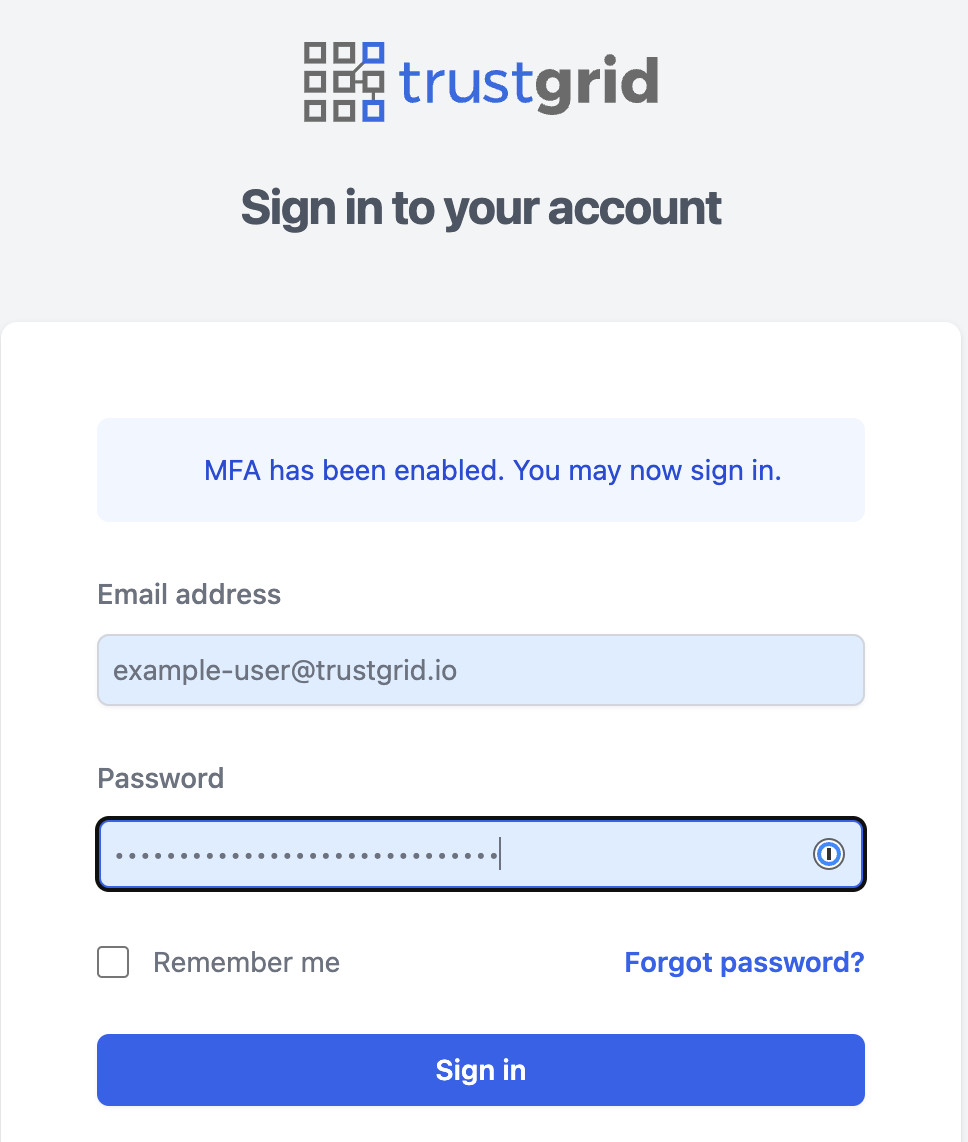 trustgrid
Sign in to your account
MFA has been enabled. You may now sign in.
Email address
example-user@trustgrid.io
Password
••••••••••••••••••••••••••••••
Remember me
Forgot password?
Sign in